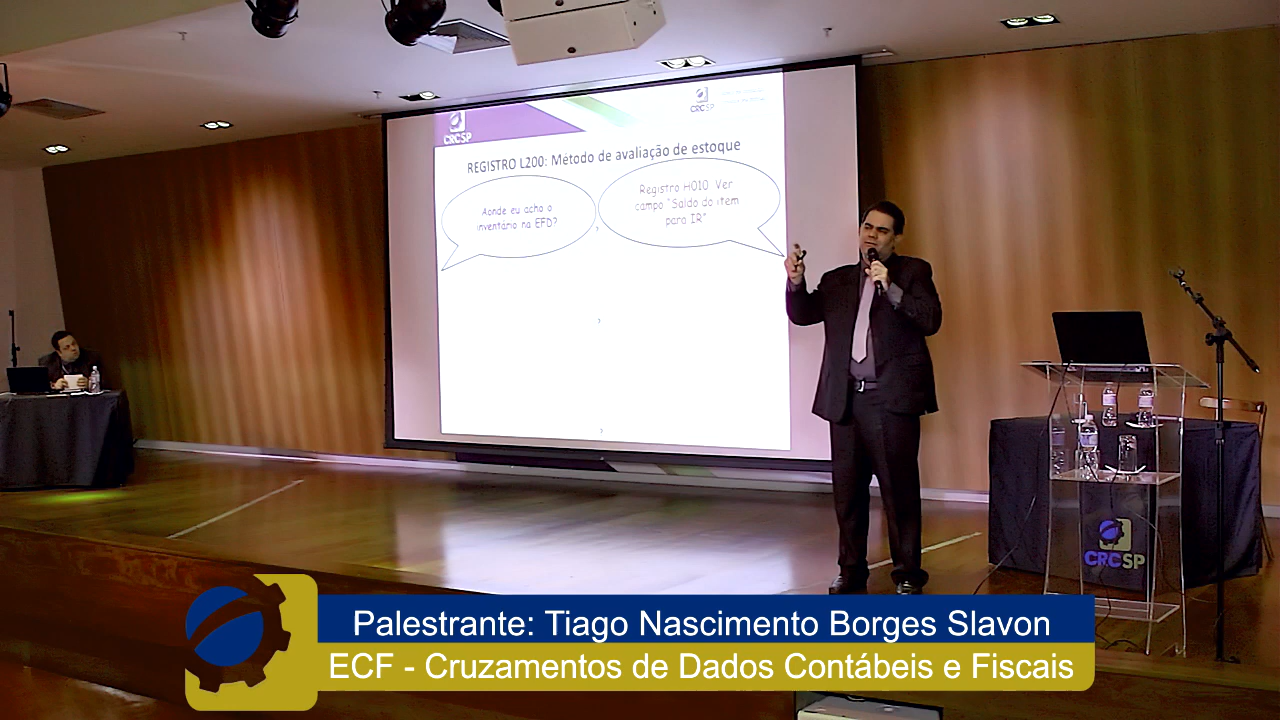 CRCSP
CRCSP
REGISTRO L200: Método de avaliação de estoque
Aonde eu acho o
inventário na EFD?
Registro H010. Ver
campo "Saldo do item
para IR"
CRCSP
Palestrante: Tiago Nascimento Borges Slavon
ECF - Cruzamentos de Dados Contábeis e Fiscais